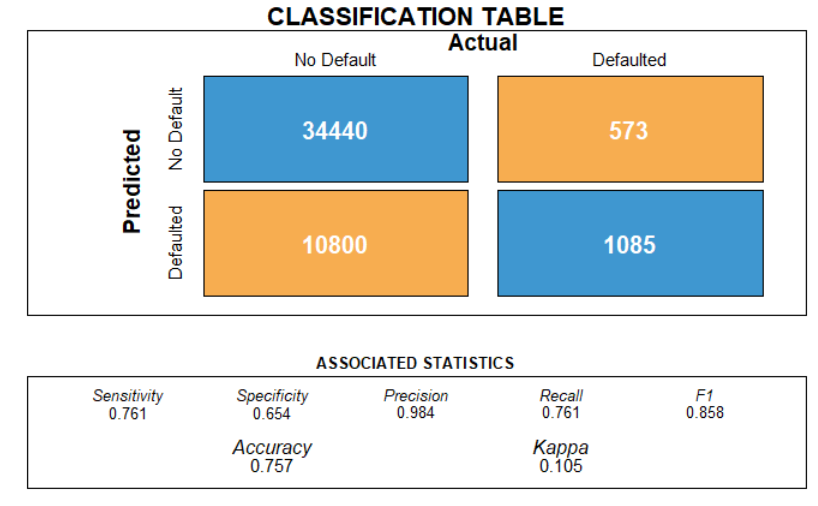 CLASSIFICATION TABLE
Actual
No Default Defaulted
Predicted
No Default
34440 573
Defaulted
10800 1085
ASSOCIATED STATISTICS
Sensitivity Specificity Precision Recall F1
0.761 0.654 0.984 0.761 0.858
Accuracy Kappa
0.757 0.105